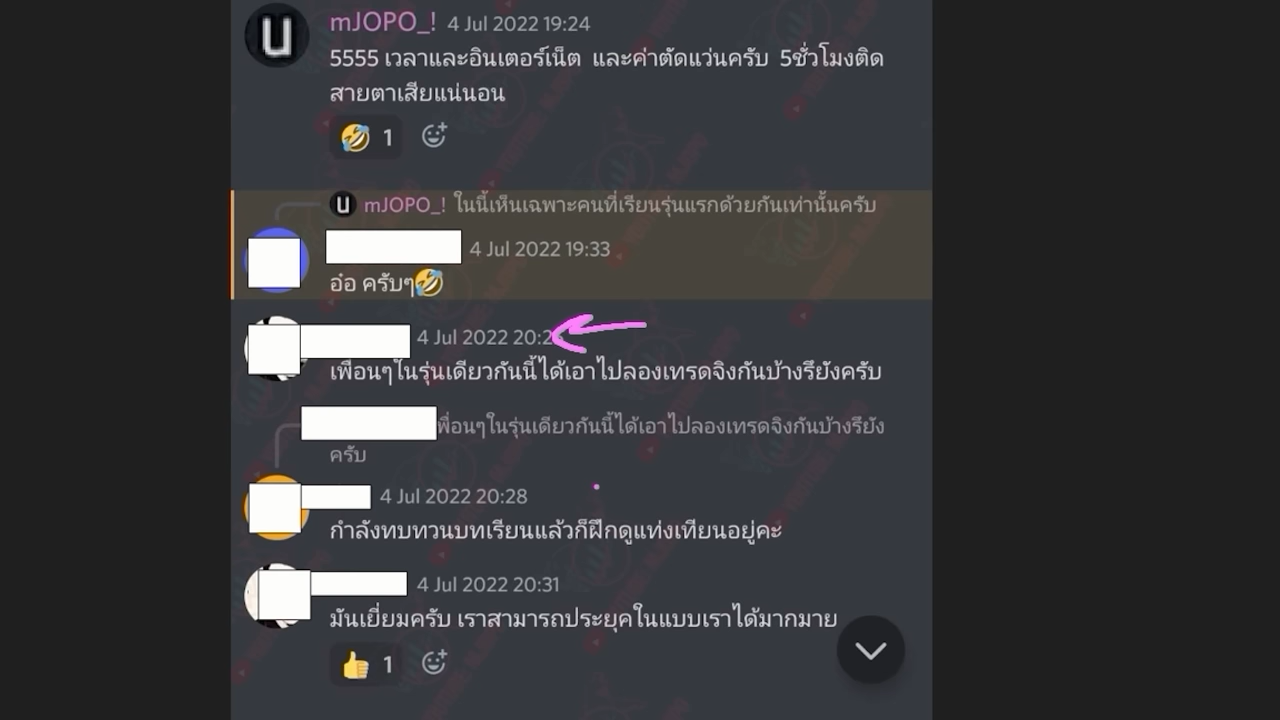 mJOPO_! 4 Jul 2022 19:24
5555 เวลาและอินเตอร์เน็ต และค่าตัดแว่นครับ 5ชั่วโมงติด
สายตาเสียแน่นอน
🤣 1
U mJOPO_! ในนี้เห็นเฉพาะคนที่เรียนรุ่นแรกด้วยกันเท่านั้นครับ
4 Jul 2022 19:33
อ๋อ ครับๆ🤣
4 Jul 2022 20:2
เพื่อนๆในรุ่นเดียวกันนี้ได้เอาไปลองเทรดจิงกันบ้างรึยังครับ
พื่อนๆในรุ่นเดียวกันนี้ได้เอาไปลองเทรดจิงกันบ้างรึยัง
ครับ
4 Jul 2022 20:28
กำลังทบทวนบทเรียนแล้วก็ฝึกดูแท่งเทียนอยู่คะ
4 Jul 2022 20:31
มันเยี่ยมครับ เราสามารถประยุคในแบบเราได้มากมาย
👍 1